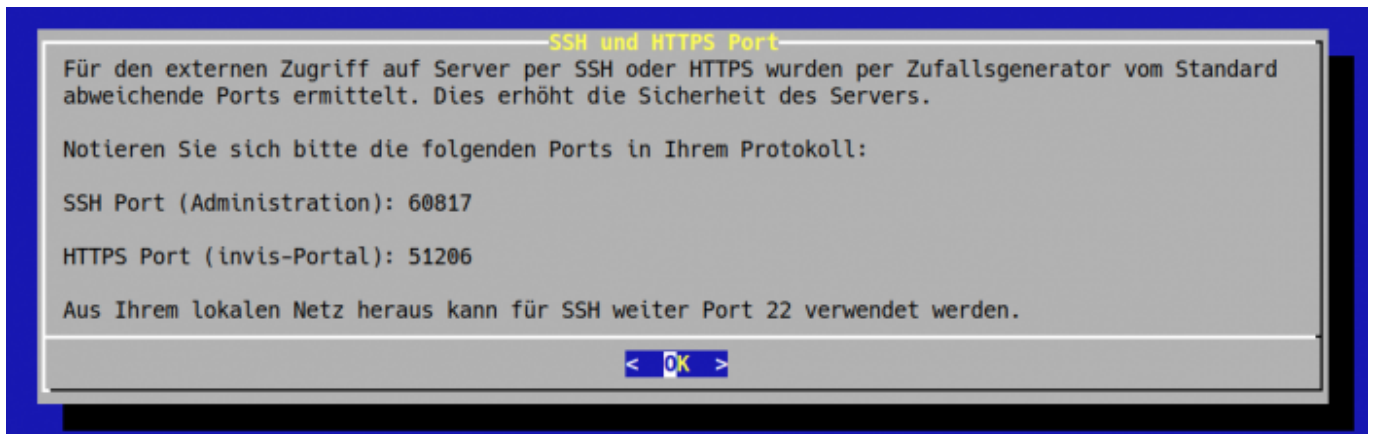 SSH und HTTPS Port
Für den externen Zugriff auf Server per SSH oder HTTPS wurden per Zufallsgenerator vom Standard
abweichende Ports ermittelt. Dies erhöht die Sicherheit des Servers.
Notieren Sie sich bitte die folgenden Ports in Ihrem Protokoll:
SSH Port (Administration): 60817
HTTPS Port (invis-Portal): 51206
Aus Ihrem lokalen Netz heraus kann für SSH weiter Port 22 verwendet werden.
< OK >